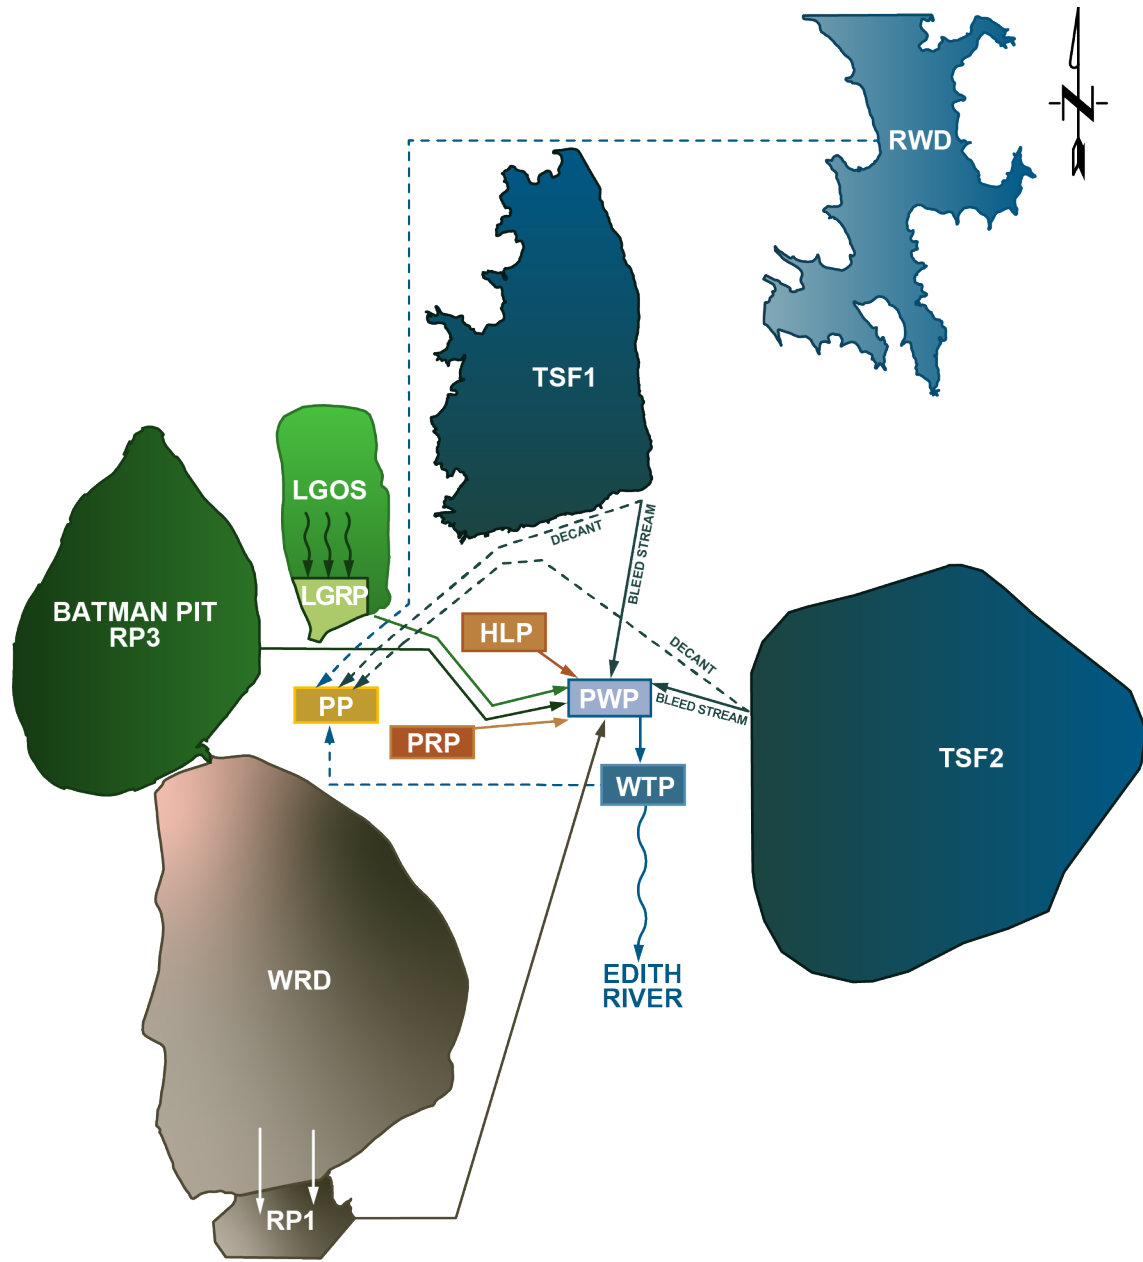 N
RWD
TSF1
LGOS
DECANT
BLEED STREAM
LGRP
BATMAN PIT
RP3
HLP
DECANT
PP
PWP
BLEED STREAM
PRP
TSF2
WTP
EDITH
RIVER
WRD
RP1